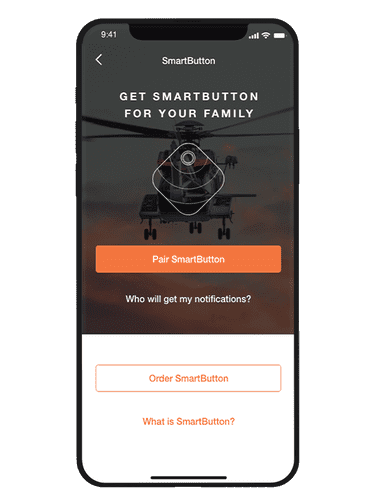 9:41
SmartButton
GET SMARTBUTTON
FOR YOUR FAMILY
Pair SmartButton
Who will get my notifications?
Order SmartButton
What is SmartButton?